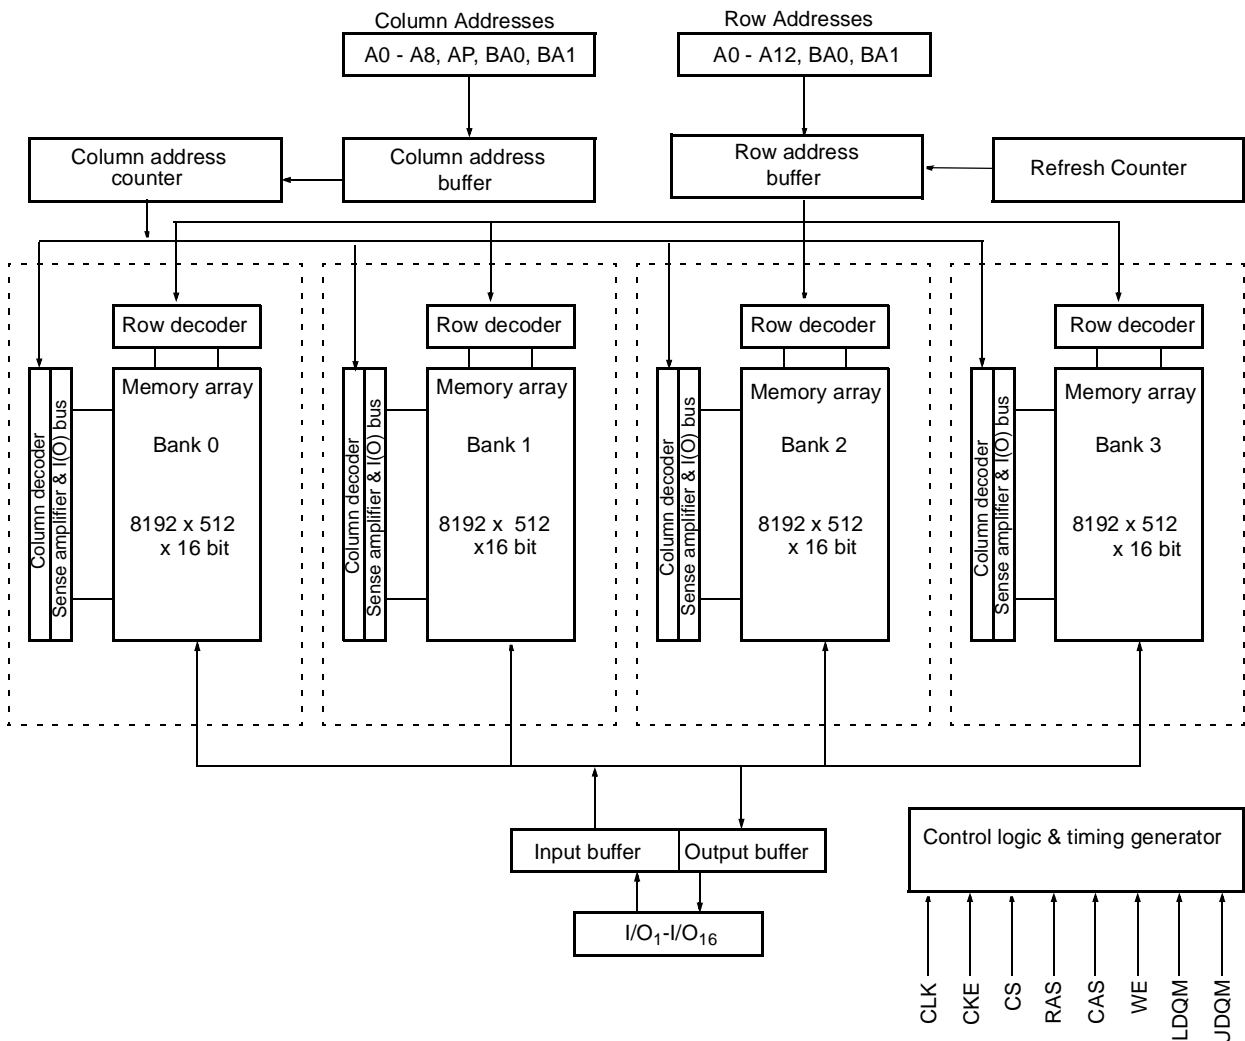 Column Addresses
A0 - A8, AP, BA0, BA1
Row Addresses
A0 - A12, BA0, BA1
Column address
counter
Column address
buffer
Row address
buffer
Refresh Counter
Row decoder
Memory array
Bank 0
8192 x 512
x 16 bit
Column decoder
Sense amplifier & I(O) bus
Row decoder
Memory array
Bank 1
8192 x 512
x16 bit
Column decoder
Sense amplifier & I(O) bus
Row decoder
Memory array
Bank 2
8192 x 512
x 16 bit
Column decoder
Sense amplifier & I(O) bus
Row decoder
Memory array
Bank 3
8192 x 512
x 16 bit
Column decoder
Sense amplifier & I(O) bus
Input buffer
Output buffer
I/O1-I/O16
Control logic & timing generator
CLK
CKE
CS
RAS
CAS
WE
LDQM
UDQM